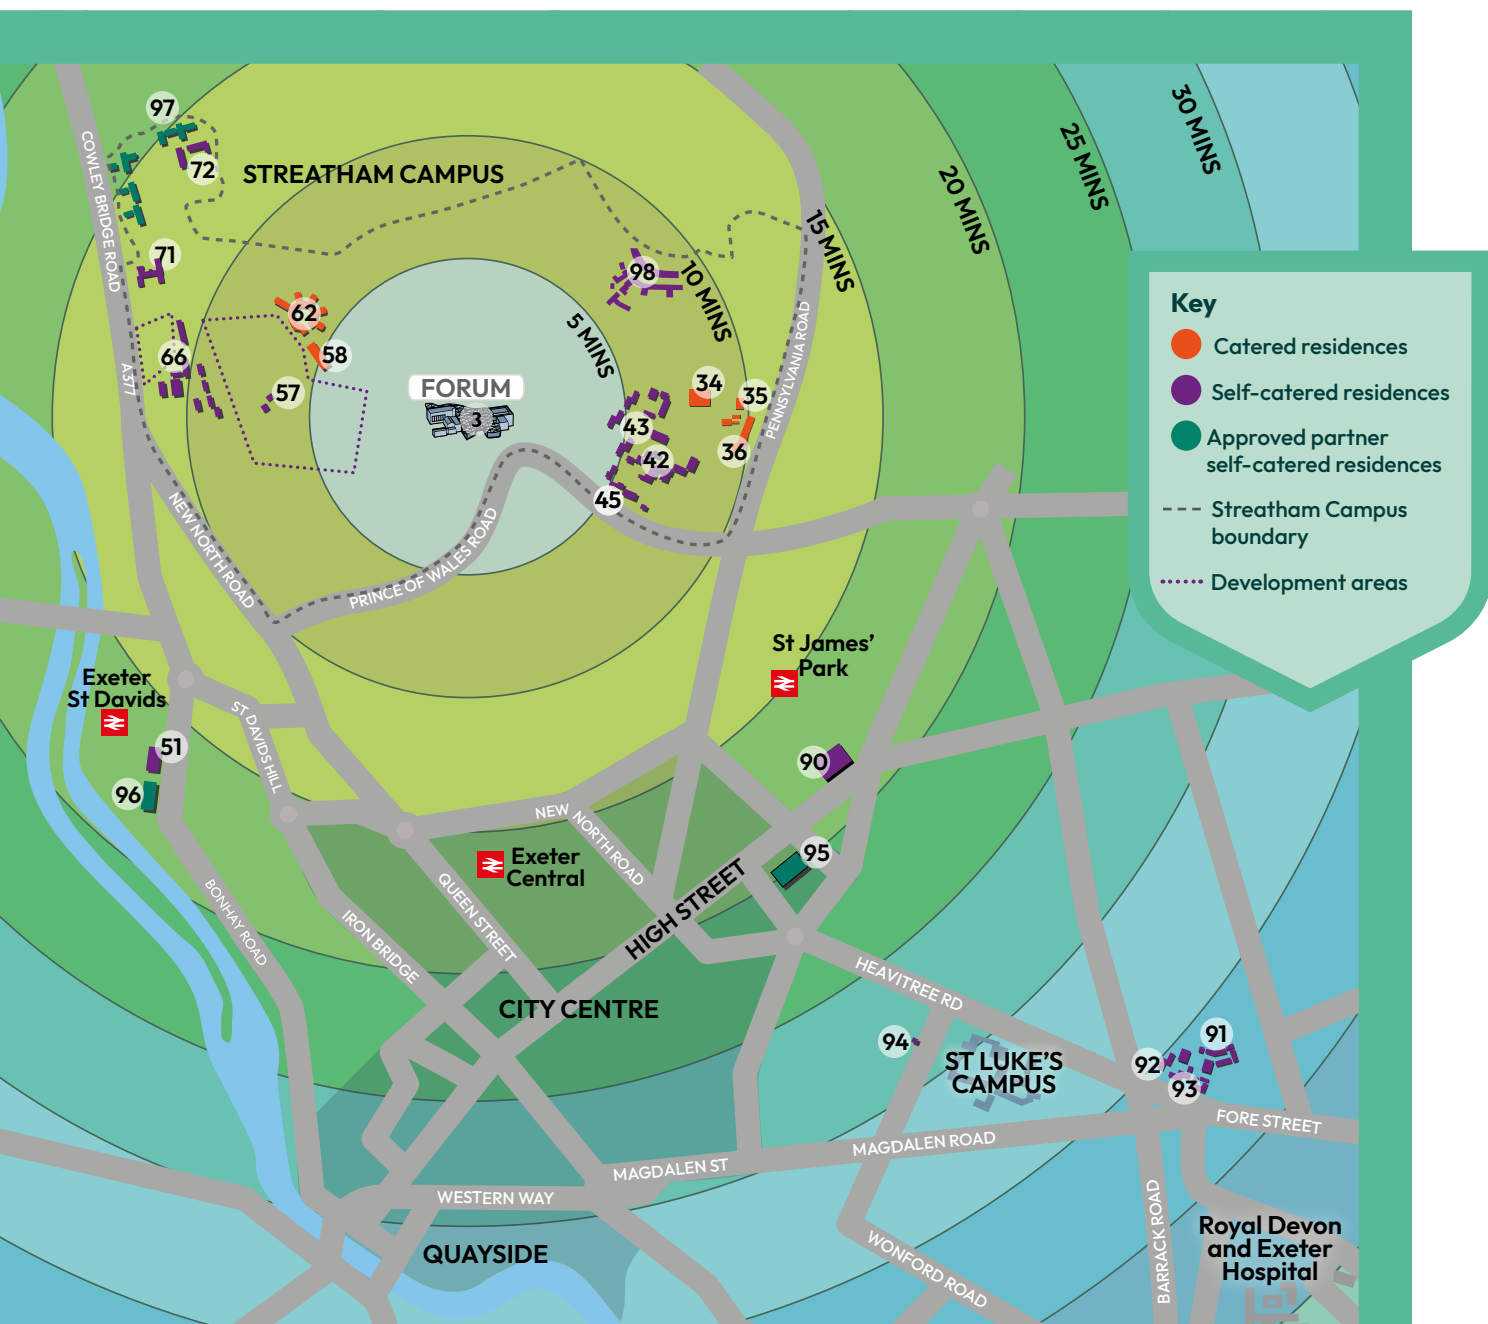 97
72
STREATHAM CAMPUS
COWLEY BRIDGE ROAD
71
A377
66
62
58
57
FORUM
3
5 MINS
10 MINS
15 MINS
20 MINS
25 MINS
30 MINS
98
34
35
36
43
42
45
PENNSYLVANIA ROAD
NEW NORTH ROAD
PRINCE OF WALES ROAD
Key
Catered residences
Self-catered residences
Approved partner
self-catered residences
Streatham Campus
boundary
Development areas
St James’
Park
Exeter
St Davids
51
96
ST DAVIDS HILL
90
95
NEW
NORTH ROAD
Exeter
Central
QUEEN STREET
HIGH STREET
BONHAY ROAD
IRON BRIDGE
CITY CENTRE
HEAVITREE RD
94
ST LUKE’S
CAMPUS
91
92
93
FORE STREET
MAGDALEN ROAD
MAGDALEN ST
WESTERN WAY
QUAYSIDE
WONFORD ROAD
BARRACK ROAD
Royal Devon
and Exeter
Hospital